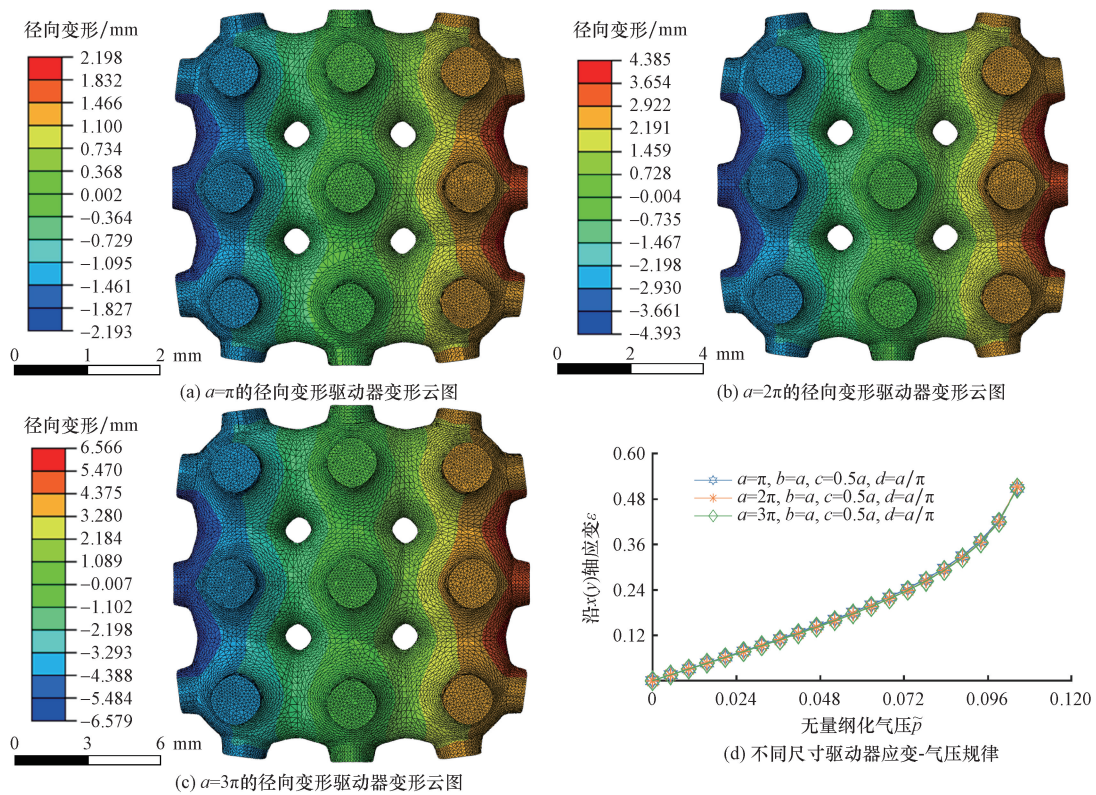 径向变形/mm
2.198
1.832
1.466
1.100
0.734
0.368
0.002
−0.364
−0.729
−1.095
−1.461
−1.827
−2.193
0 1 2 mm
(a) a=π的径向变形驱动器变形云图
径向变形/mm
4.385
3.654
2.922
2.191
1.459
0.728
−0.004
−0.735
−1.467
−2.198
−2.930
−3.661
−4.393
0 2 4 mm
(b) a=2π的径向变形驱动器变形云图
径向变形/mm
6.566
5.470
4.375
3.280
2.184
1.089
−0.007
−1.102
−2.198
−3.293
−4.388
−5.484
−6.579
0 3 6 mm
(c) a=3π的径向变形驱动器变形云图
0.60
0.48
0.36
0.24
0.12
沿x(y)轴应变ε
a=π, b=a, c=0.5a, d=a/π
a=2π, b=a, c=0.5a, d=a/π
a=3π, b=a, c=0.5a, d=a/π
0 0.024 0.048 0.072 0.096 0.120
无量纲化气压p̃
(d) 不同尺寸驱动器应变-气压规律